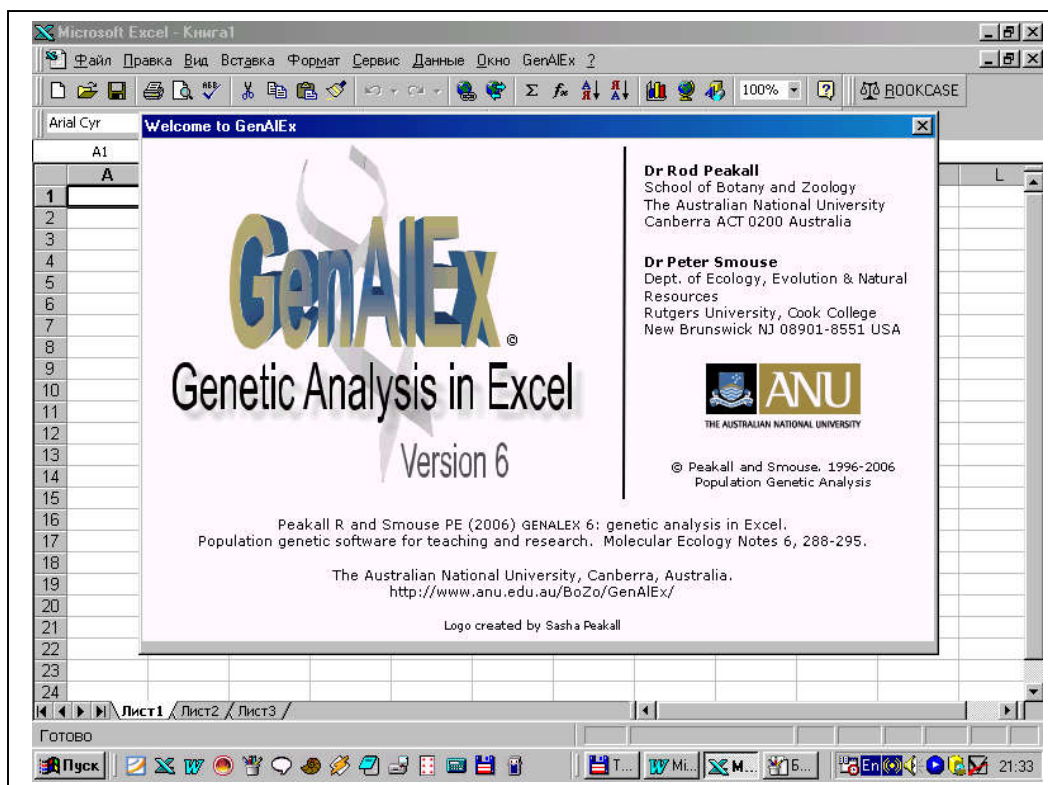 Microsoft Excel - Книга1
Файл Правка Вид Вставка Формат Сервис Данные Окно GenAlEx ?
100% BOOKCASE
Arial Cyr
Welcome to GenAlEx
A1
A L
1
2
3
4
5
6
7
8
9
10
11
12
13
14
15
16
17
18
19
20
21
22
23
24
GenAlEx ©
Genetic Analysis in Excel
Version 6
Dr Rod Peakall
School of Botany and Zoology
The Australian National University
Canberra ACT 0200 Australia
Dr Peter Smouse
Dept. of Ecology, Evolution & Natural
Resources
Rutgers University, Cook College
New Brunswick NJ 08901-8551 USA
ANU
THE AUSTRALIAN NATIONAL UNIVERSITY
© Peakall and Smouse. 1996-2006
Population Genetic Analysis
Peakall R and Smouse PE (2006) GENALEX 6: genetic analysis in Excel.
Population genetic software for teaching and research. Molecular Ecology Notes 6, 288-295.
The Australian National University, Canberra, Australia.
http://www.anu.edu.au/BoZo/GenAlEx/
Logo created by Sasha Peakall
Лист1 Лист2 Лист3
Готово
Пуск T... Mi... M... Б... En 21:33